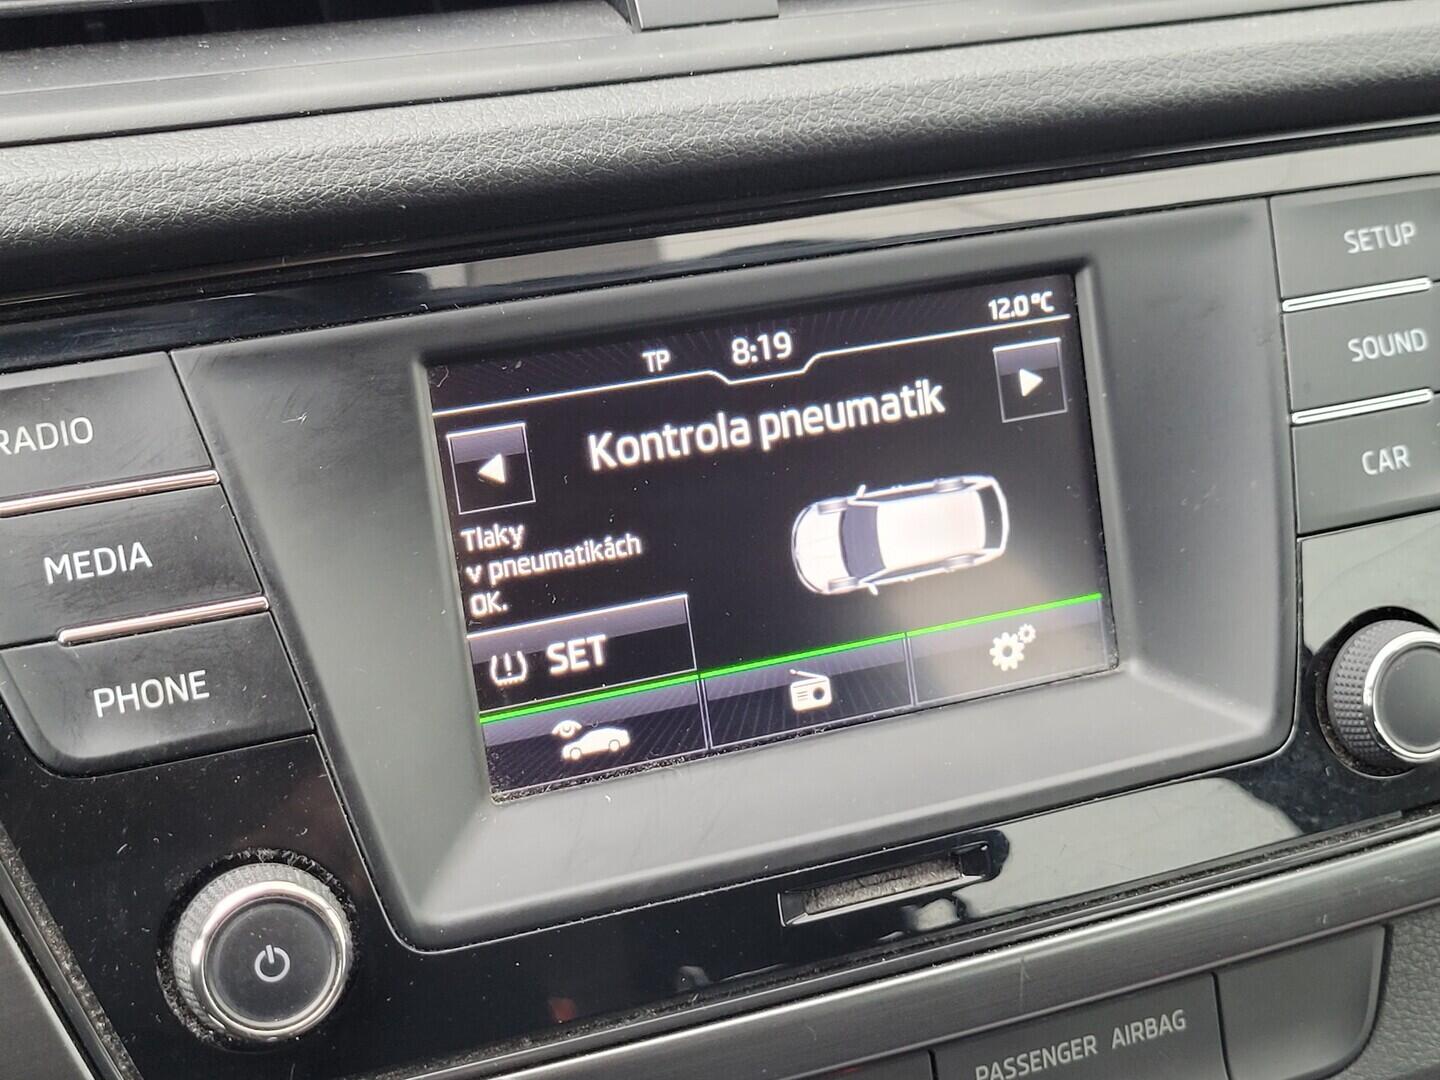 TP 8:19 12.0°C
Kontrola pneumatik
Tlaky
v pneumatikách
OK.
SET
RADIO
MEDIA
PHONE
SETUP
SOUND
CAR
PASSENGER AIRBAG